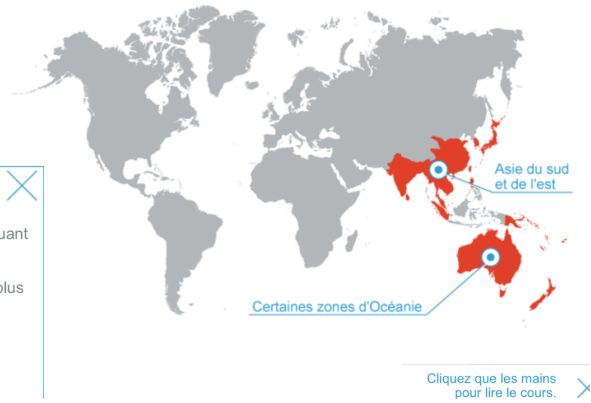 Asie du sud
et de l'est
uant
plus
Certaines zones d'Océanie
Cliquez que les mains
pour lire le cours.